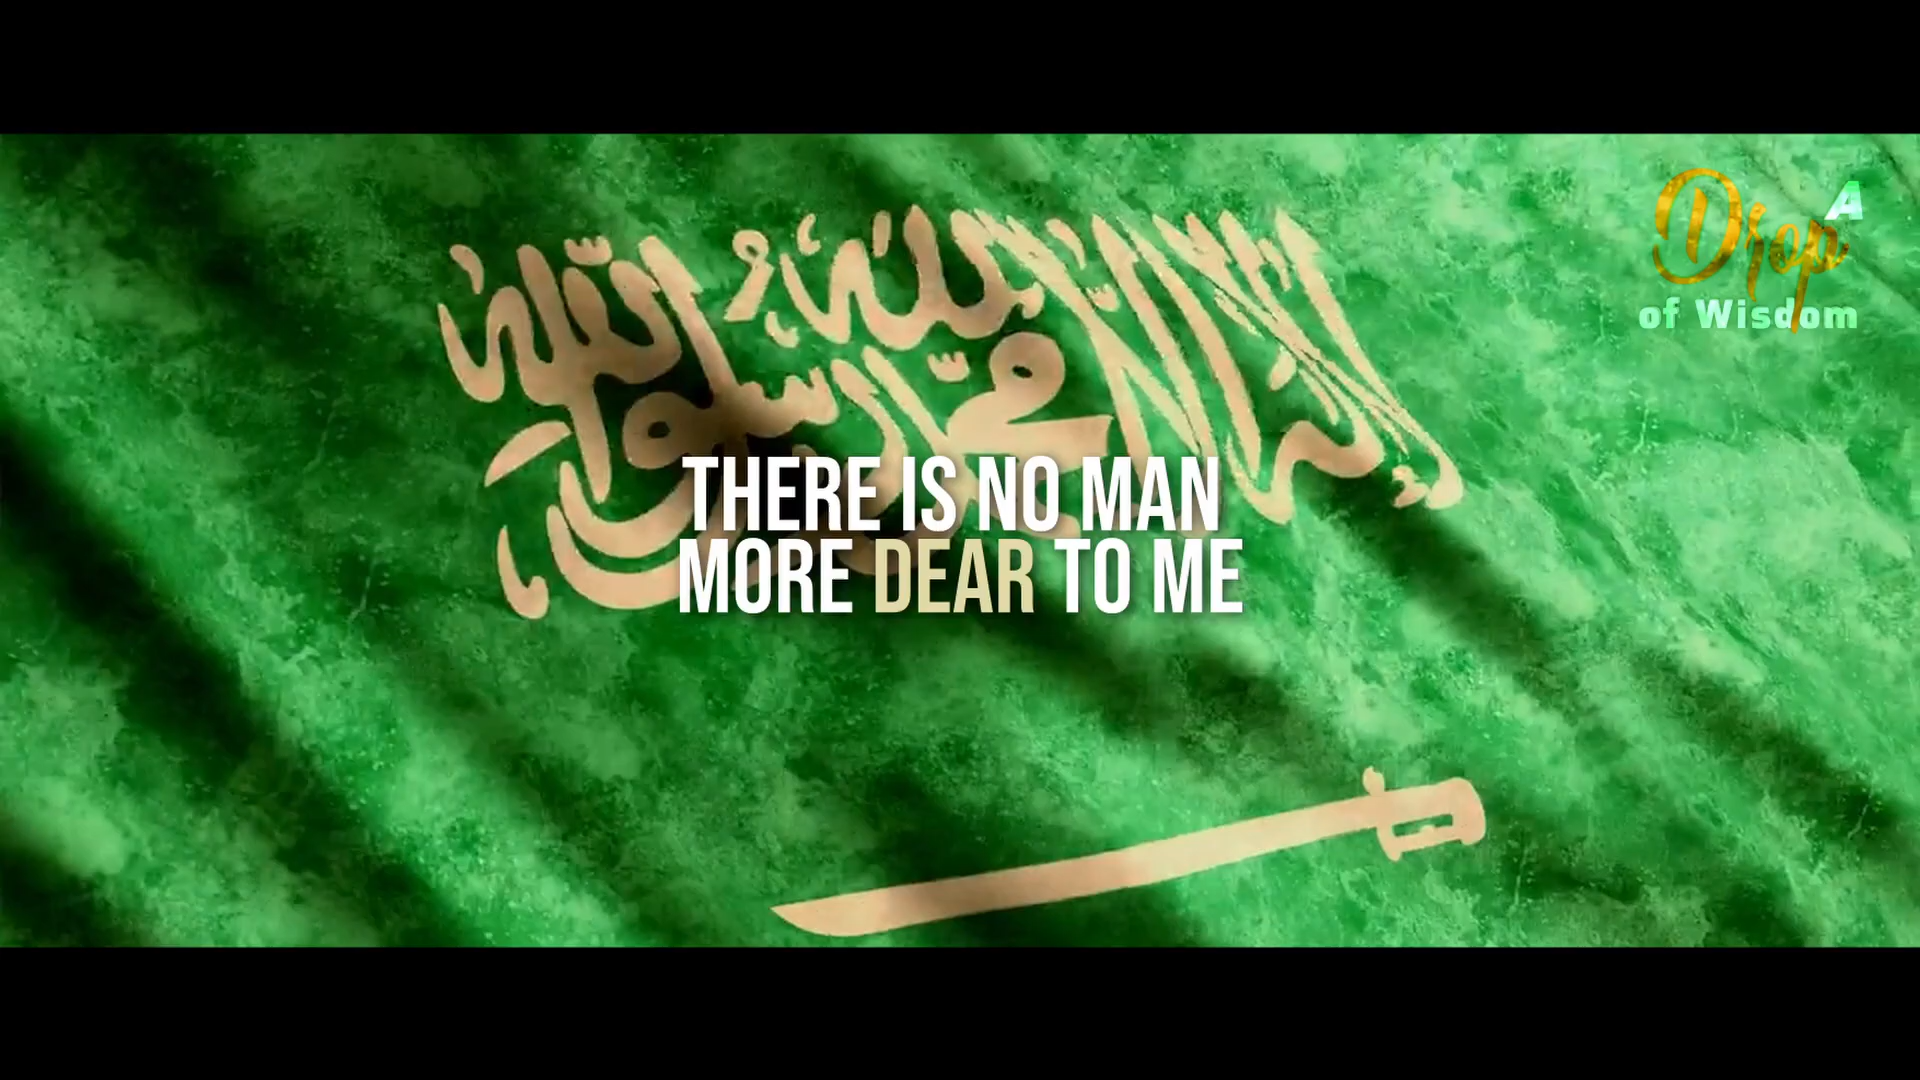 لا إله إلا الله محمد رسول الله
THERE IS NO MAN
MORE DEAR TO ME
A
Drop
of Wisdom